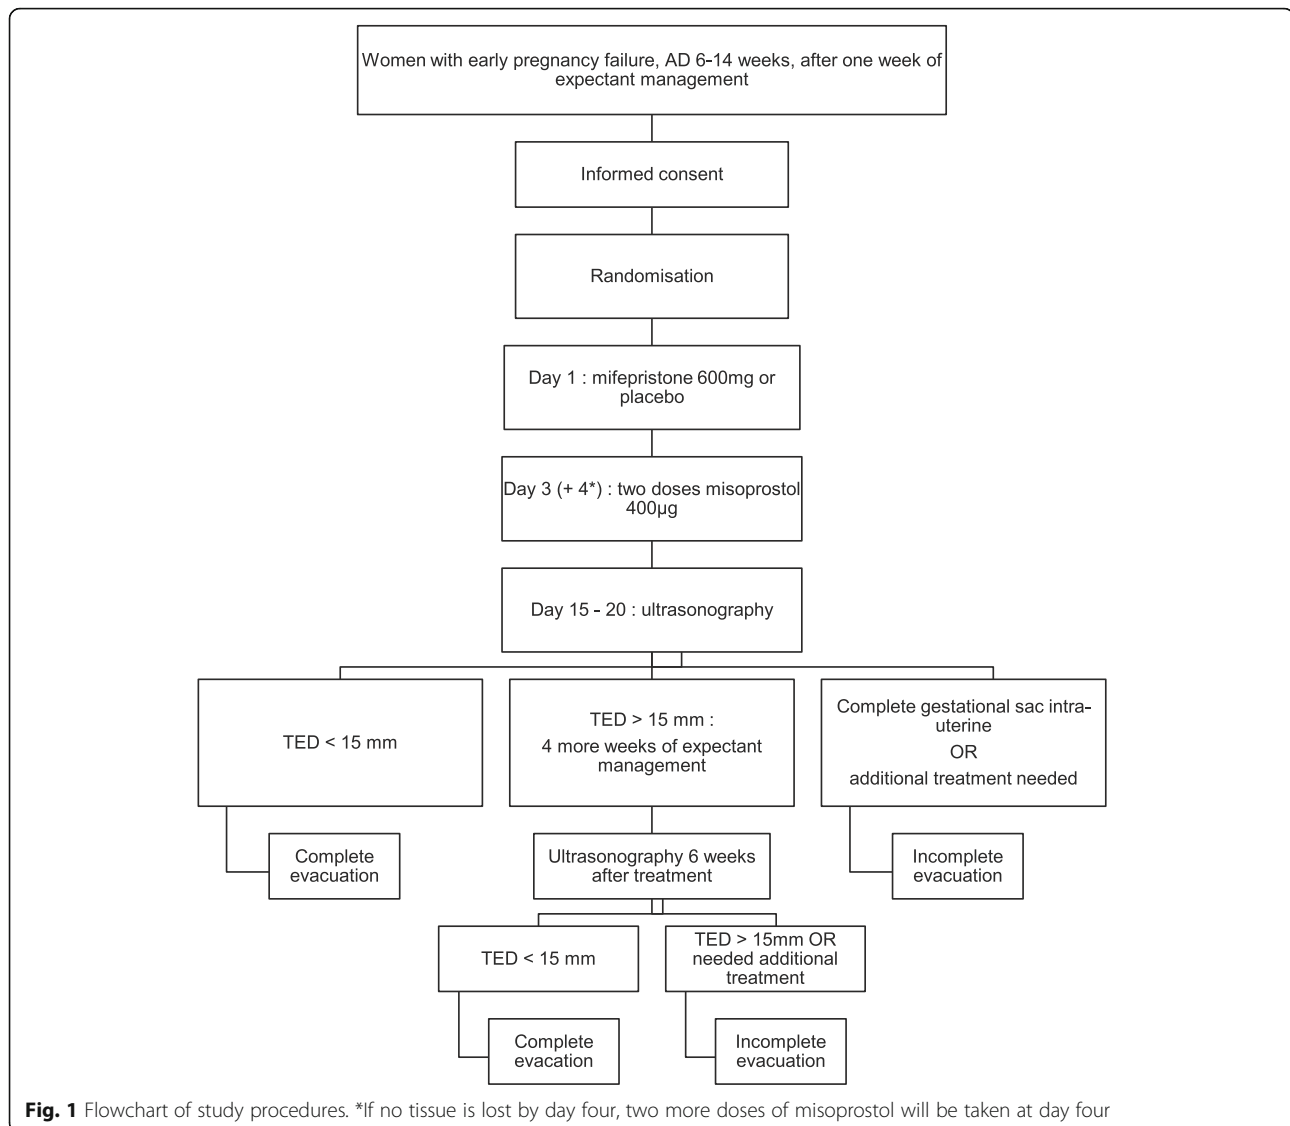 Women with early pregnancy failure, AD 6-14 weeks, after one week of
expectant management
Informed consent
Randomisation
Day 1 : mifepristone 600mg or
placebo
Day 3 (+ 4*) : two doses misoprostol
400µg
Day 15 - 20 : ultrasonography
TED < 15 mm
TED > 15 mm :
4 more weeks of expectant
management
Complete gestational sac intra-
uterine
OR
additional treatment needed
Complete
evacuation
Ultrasonography 6 weeks
after treatment
Incomplete
evacuation
TED < 15 mm
TED > 15mm OR
needed additional
treatment
Complete
evacation
Incomplete
evacuation
Fig. 1 Flowchart of study procedures. *If no tissue is lost by day four, two more doses of misoprostol will be taken at day four